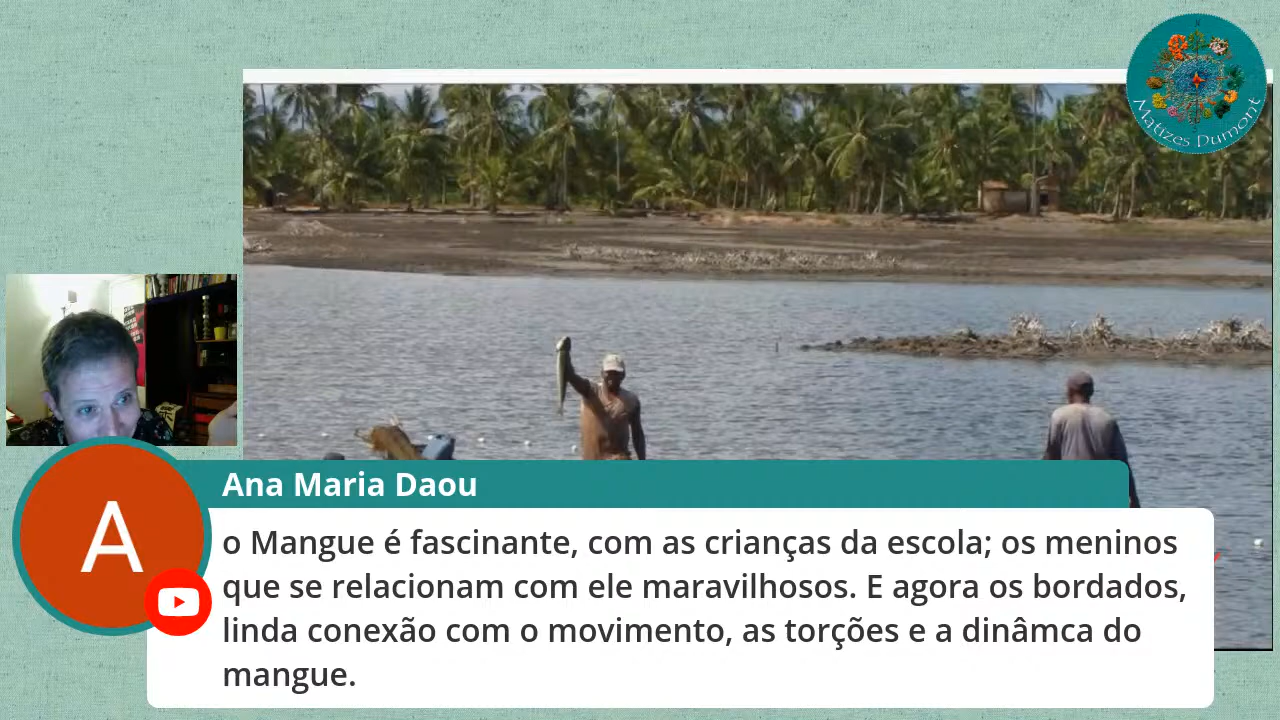 Matizes Dumont
Ana Maria Daou
A
o Mangue é fascinante, com as crianças da escola; os meninos
que se relacionam com ele maravilhosos. E agora os bordados,
linda conexão com o movimento, as torções e a dinâmca do
mangue.